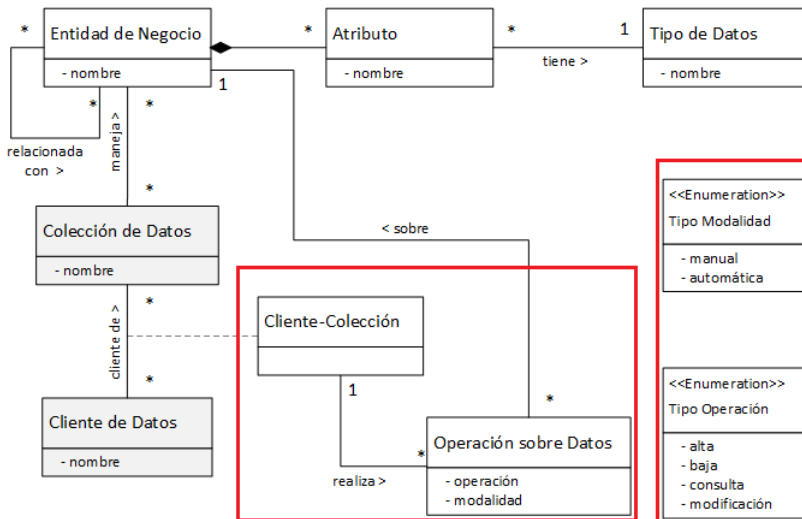 * Entidad de Negocio * Atributo * 1 Tipo de Datos
- nombre - nombre tiene > - nombre
1
* *
relacionada
con >
maneja >
<<Enumeration>>
Tipo Modalidad
- manual
- automática
*
Colección de Datos
- nombre
< sobre
*
cliente de >
Cliente-Colección
1
*
Cliente de Datos
- nombre
<<Enumeration>>
Tipo Operación
- alta
- baja
- consulta
- modificación
*
Operación sobre Datos
- operación
- modalidad
*
realiza >